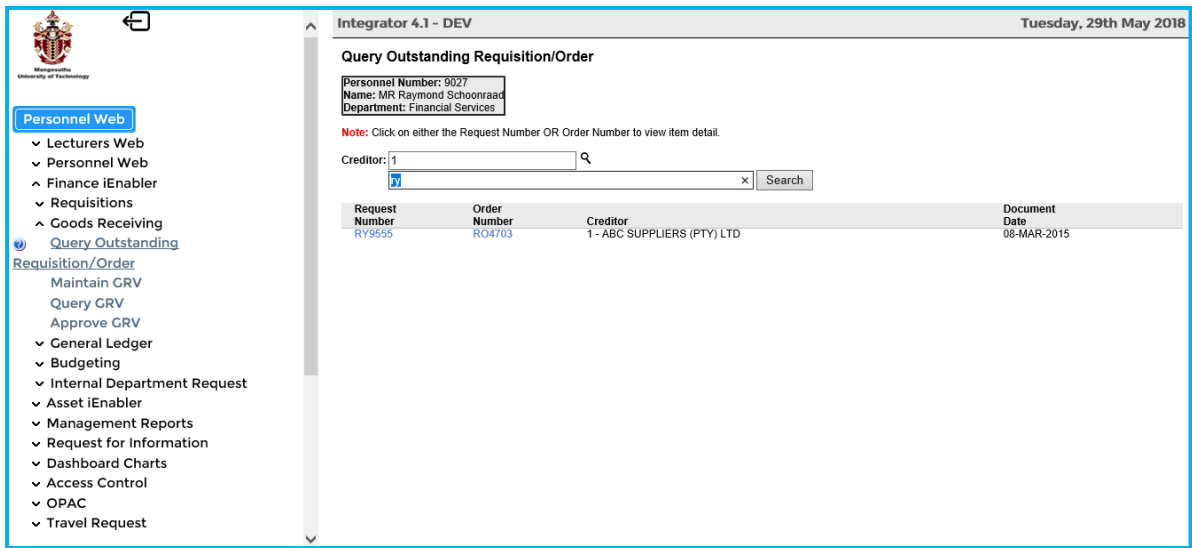 Mangosuthu
University of Technology
Personnel Web
Lecturers Web
Personnel Web
Finance iEnabler
Requisitions
Goods Receiving
Query Outstanding
Requisition/Order
Maintain GRV
Query GRV
Approve GRV
General Ledger
Budgeting
Internal Department Request
Asset iEnabler
Management Reports
Request for Information
Dashboard Charts
Access Control
OPAC
Travel Request
Integrator 4.1 - DEV Tuesday, 29th May 2018
Query Outstanding Requisition/Order
Personnel Number: 9027
Name: MR Raymond Schoonraad
Department: Financial Services
Note: Click on either the Request Number OR Order Number to view item detail.
Creditor: 1
ry × Search
Request Order Document
Number Number Creditor Date
RY9555 RO4703 1 - ABC SUPPLIERS (PTY) LTD 08-MAR-2015